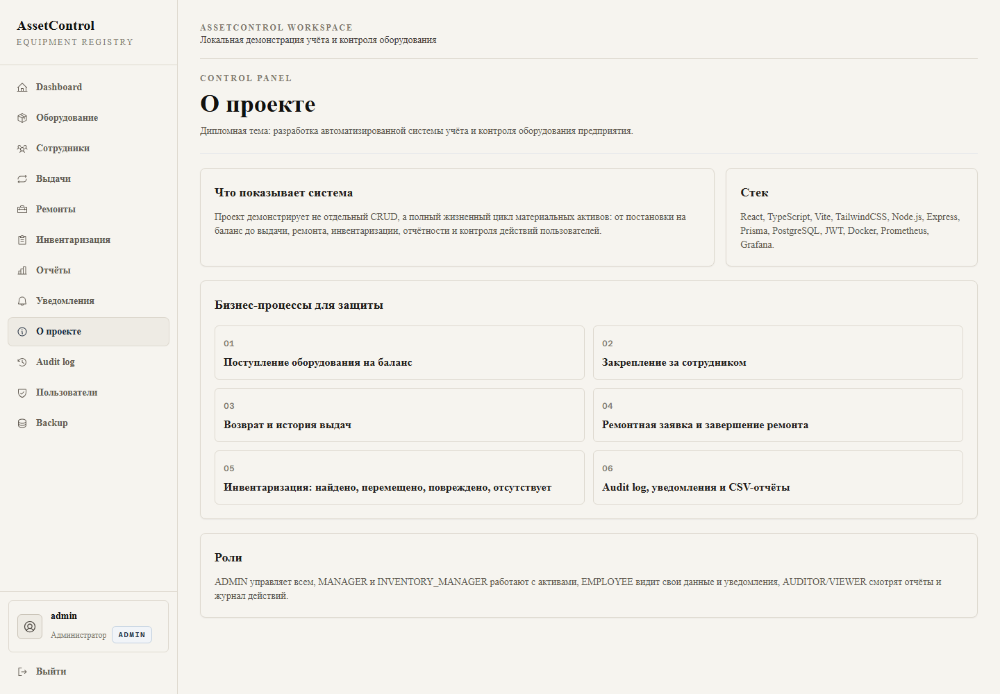 AssetControl
EQUIPMENT REGISTRY
Dashboard
Оборудование
Сотрудники
Выдачи
Ремонты
Инвентаризация
Отчёты
Уведомления
О проекте
Audit log
Пользователи
Backup
admin
Администратор ADMIN
Выйти
ASSETCONTROL WORKSPACE
Локальная демонстрация учёта и контроля оборудования
CONTROL PANEL
О проекте
Дипломная тема: разработка автоматизированной системы учёта и контроля оборудования предприятия.
Что показывает система
Проект демонстрирует не отдельный CRUD, а полный жизненный цикл материальных активов: от постановки на
баланс до выдачи, ремонта, инвентаризации, отчётности и контроля действий пользователей.
Стек
React, TypeScript, Vite, TailwindCSS, Node.js, Express,
Prisma, PostgreSQL, JWT, Docker, Prometheus,
Grafana.
Бизнес-процессы для защиты
01
Поступление оборудования на баланс
02
Закрепление за сотрудником
03
Возврат и история выдач
04
Ремонтная заявка и завершение ремонта
05
Инвентаризация: найдено, перемещено, повреждено, отсутствует
06
Audit log, уведомления и CSV-отчёты
Роли
ADMIN управляет всем, MANAGER и INVENTORY_MANAGER работают с активами, EMPLOYEE видит свои данные и уведомления, AUDITOR/VIEWER смотрят отчёты и
журнал действий.